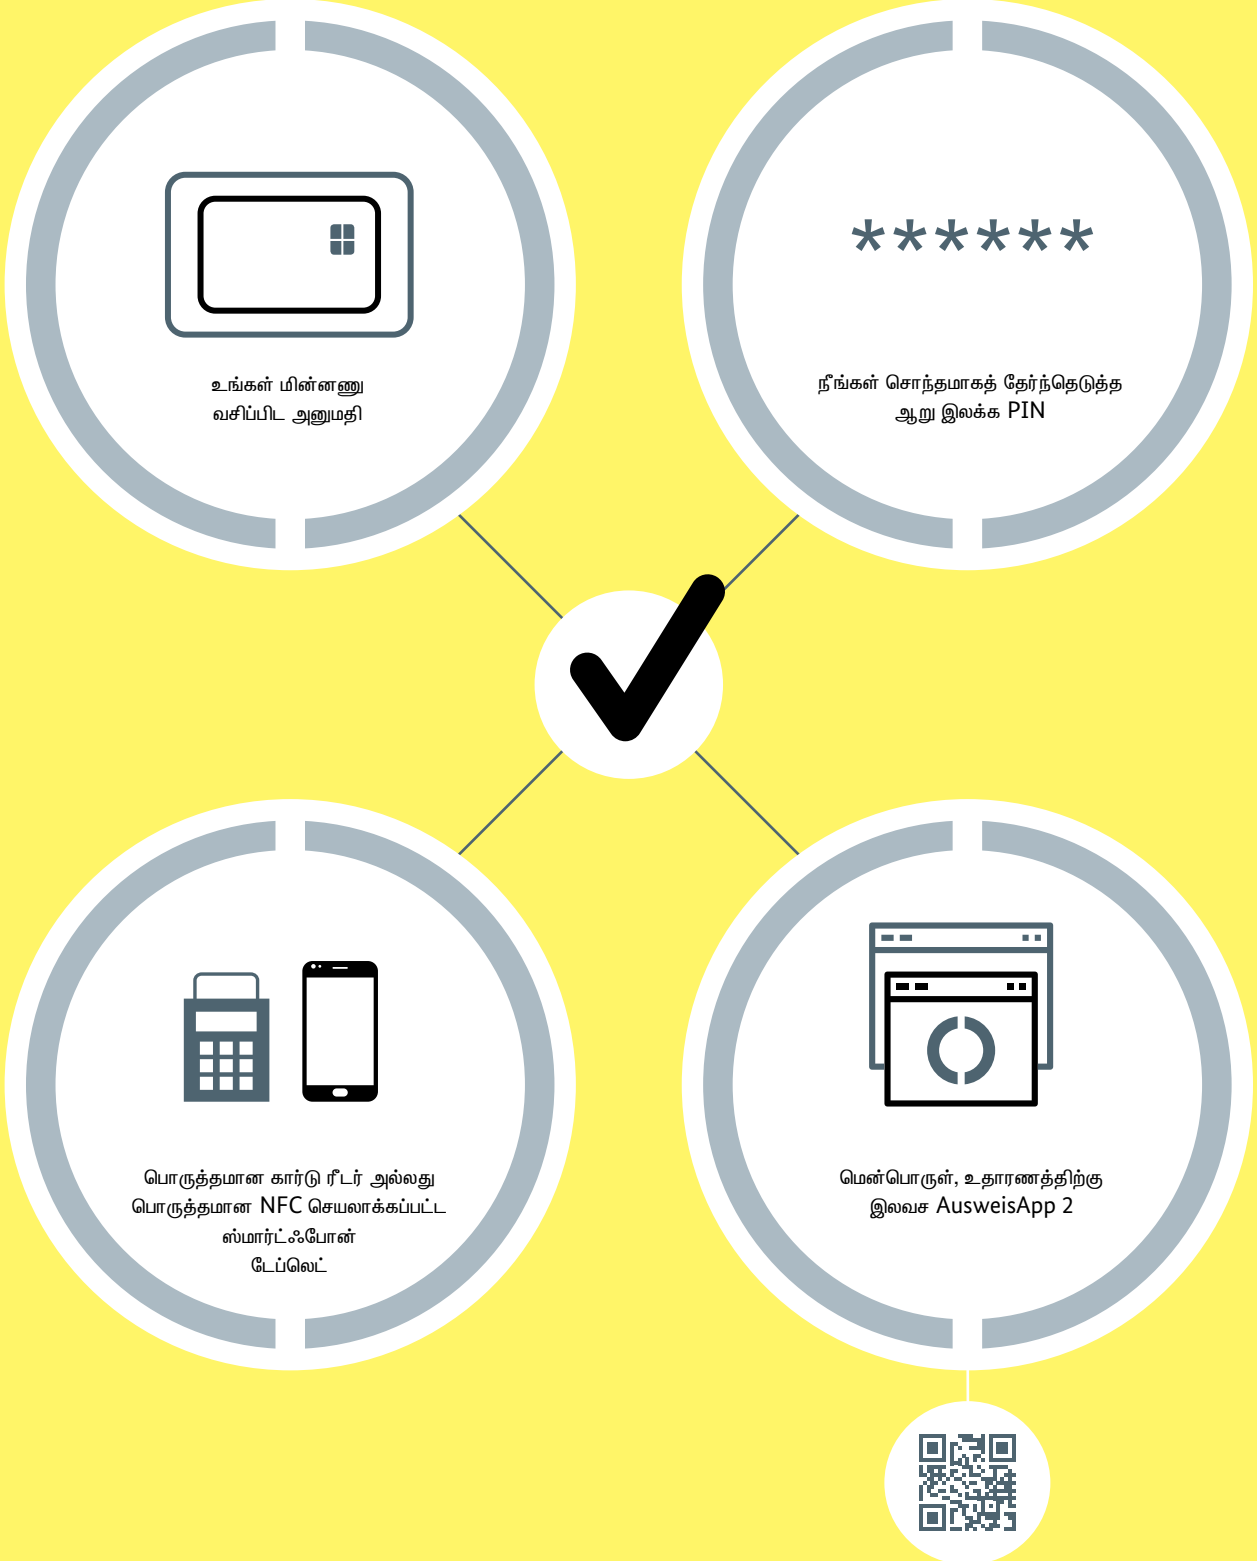 உங்கள் மின்னணு
வசிப்பிட அனுமதி
******
நீங்கள் சொந்தமாகத் தேர்ந்தெடுத்த
ஆறு இலக்க PIN
பொருத்தமான கார்டு ரீடர் அல்லது
பொருத்தமான NFC செயலாக்கப்பட்ட
ஸ்மார்ட்ஃபோன்
டேப்லெட்
மென்பொருள், உதாரணத்திற்கு
இலவச AusweisApp 2